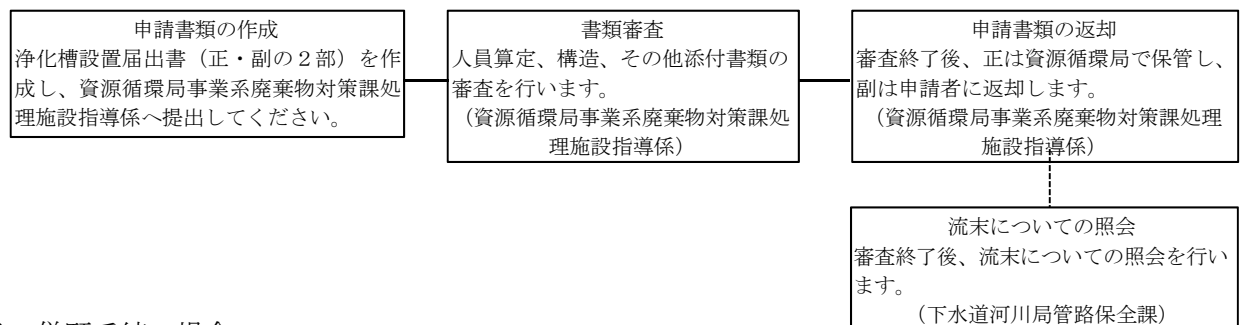 申請書類の作成
浄化槽設置届出書（正・副の２部）を作
成し、資源循環局事業系廃棄物対策課処
理施設指導係へ提出してください。
書類審査
人員算定、構造、その他添付書類の
審査を行います。
（資源循環局事業系廃棄物対策課処
理施設指導係）
申請書類の返却
審査終了後、正は資源循環局で保管し、
副は申請者に返却します。
（資源循環局事業系廃棄物対策課処理
施設指導係）
流末についての照会
審査終了後、流末についての照会を行い
ます。
（下水道河川局管路保全課）